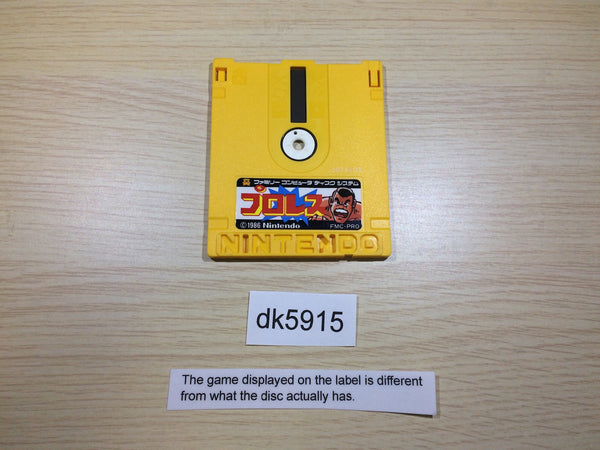 ファミリー コンピュータ ディスク システム
プロレス
©1986 Nintendo FMC-PRO
NINTENDO
dk5915
The game displayed on the label is different
from what the disc actually has.